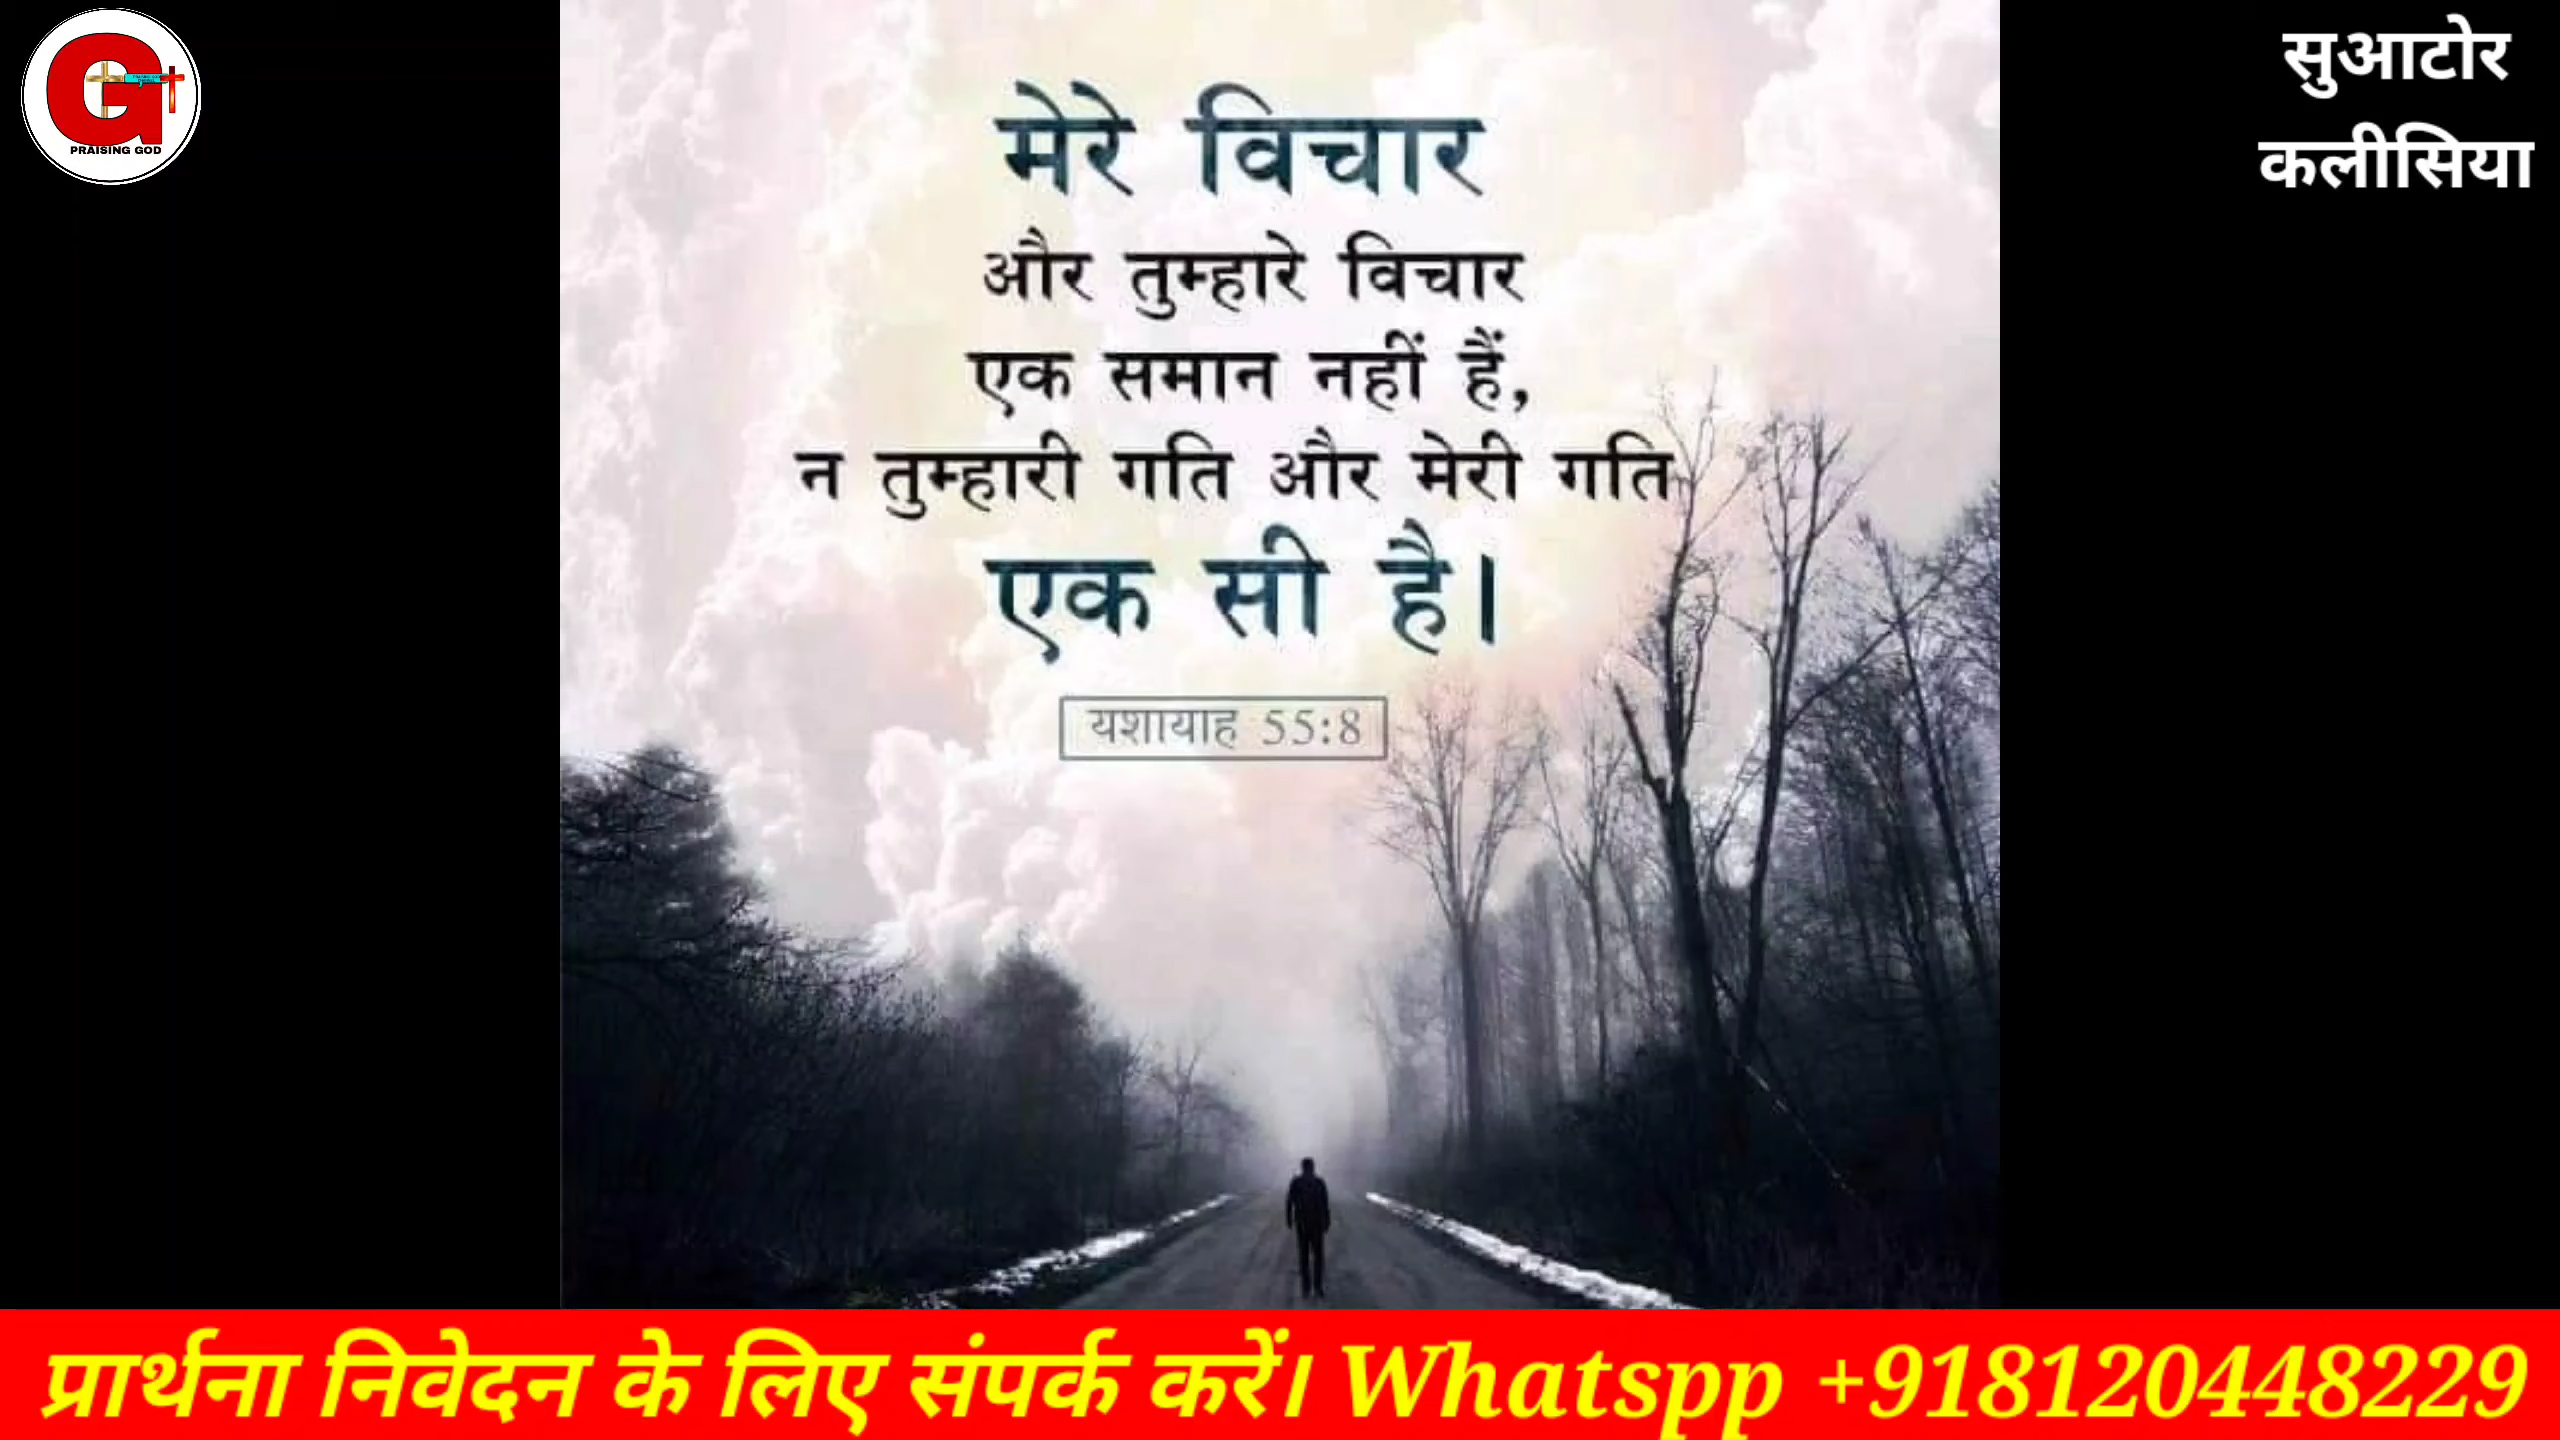 PRAISING GOD
सुआटोर
कलीसिया
मेरे विचार
और तुम्हारे विचार
एक समान नहीं हैं,
न तुम्हारी गति और मेरी गति
एक सी है।
यशायाह 55:8
प्रार्थना निवेदन के लिए संपर्क करें। Whatspp +918120448229